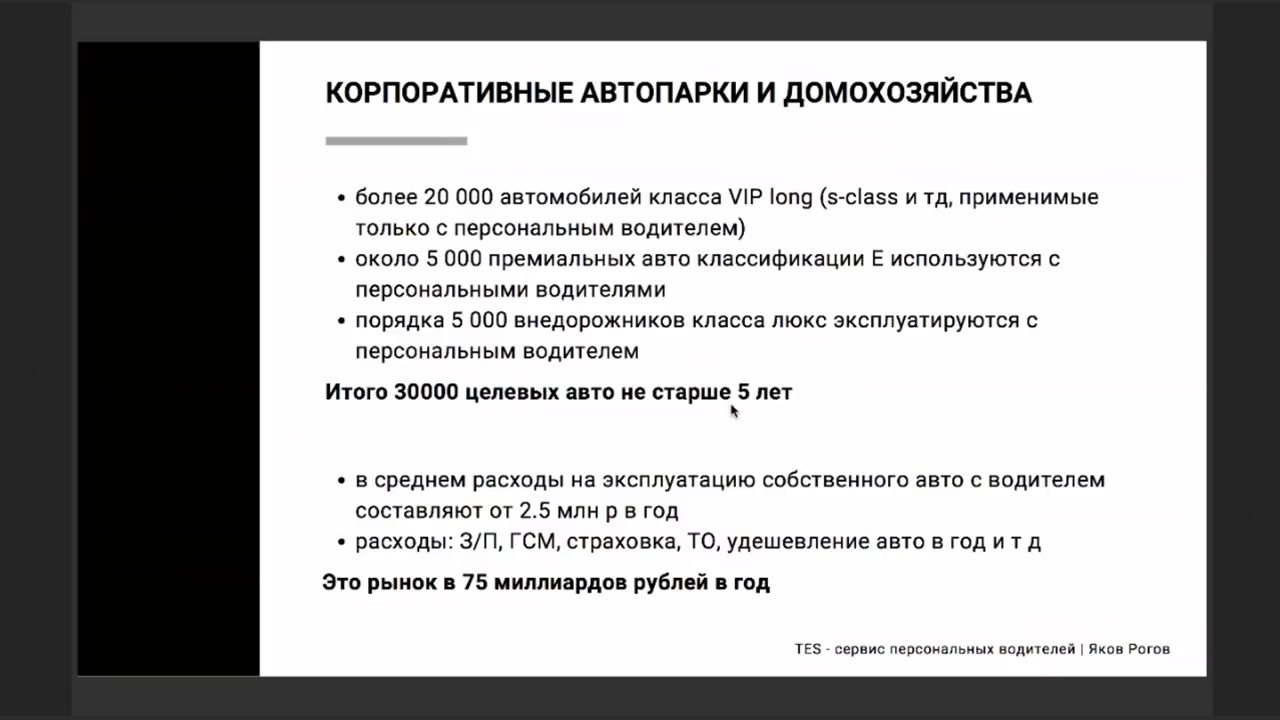 КОРПОРАТИВНЫЕ АВТОПАРКИ И ДОМОХОЗЯЙСТВА
• более 20 000 автомобилей класса VIP long (s-class и тд, применимые
только с персональным водителем)
• около 5 000 премиальных авто классификации Е используются с
персональными водителями
• порядка 5 000 внедорожников класса люкс эксплуатируются с
персональным водителем
Итого 30000 целевых авто не старше 5 лет
• в среднем расходы на эксплуатацию собственного авто с водителем
составляют от 2.5 млн р в год
• расходы: З/П, ГСМ, страховка, ТО, удешевление авто в год и т д
Это рынок в 75 миллиардов рублей в год
TES - сервис персональных водителей | Яков Рогов